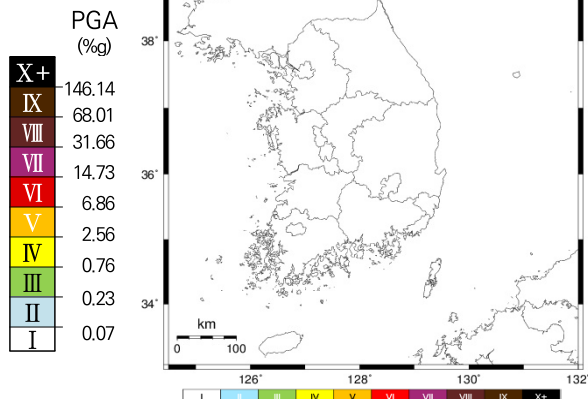 PGA
(%g)
X+
146.14
IX
68.01
VIII
31.66
VII
14.73
VI
6.86
V
2.56
IV
0.76
III
0.23
II
0.07
I
38°
36°
34°
km
0 100
126° 128° 130° 132°
I II III IV V VI VII VIII IX X+